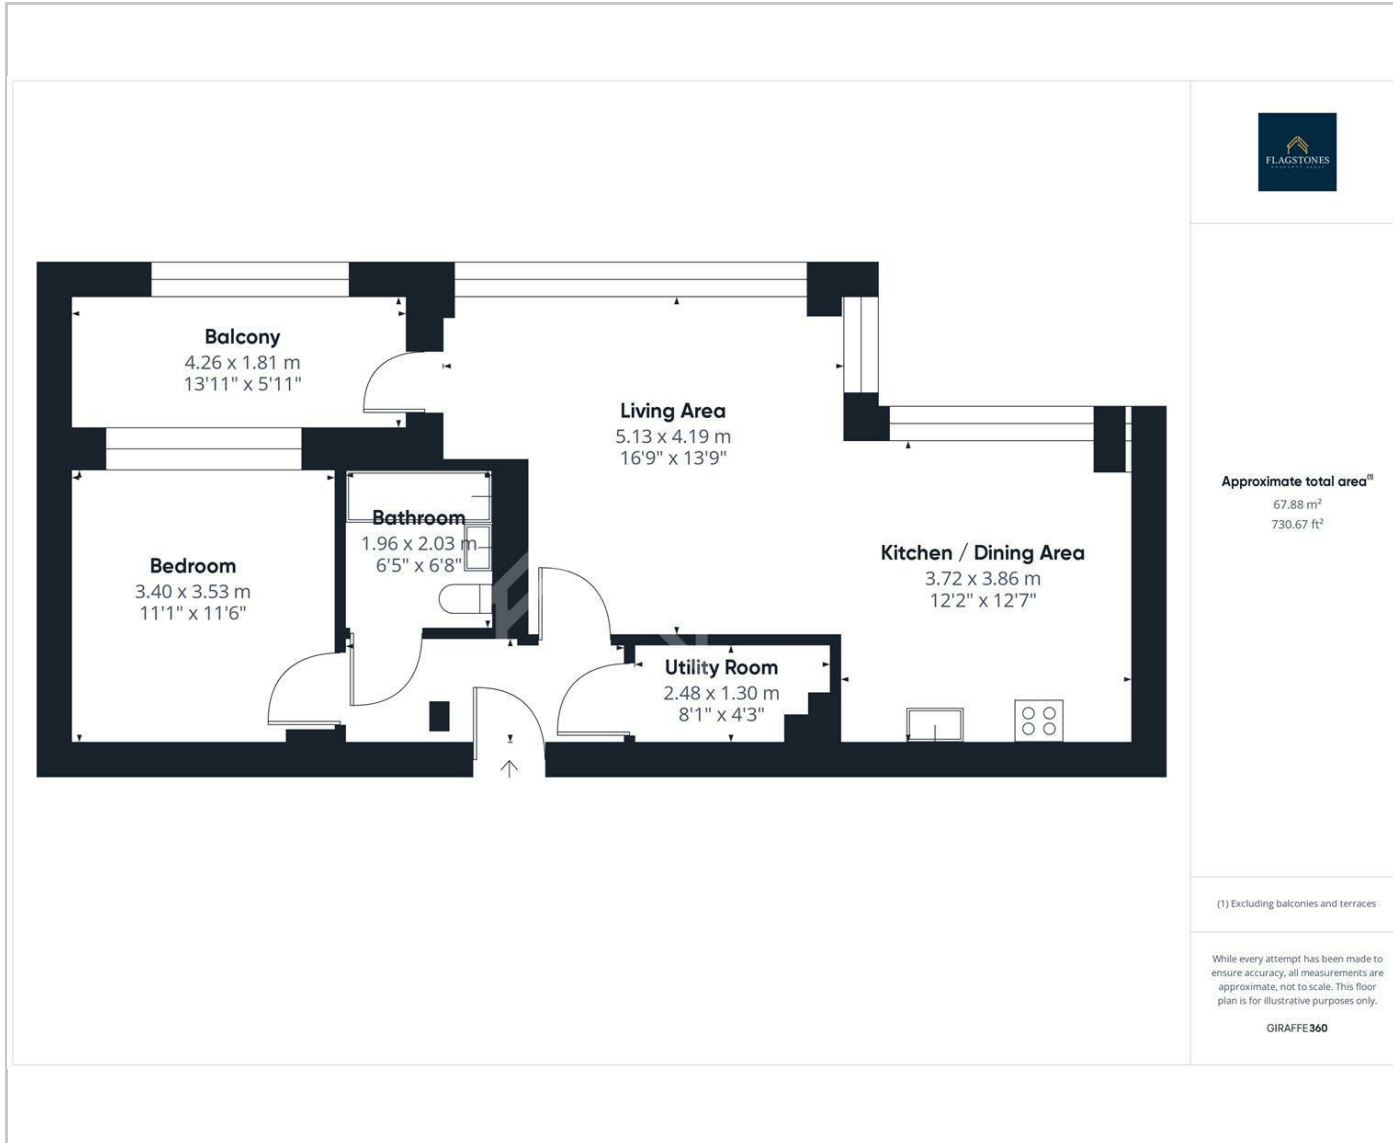 FLAGSTONES
PROPERTY GROUP
Balcony
4.26 x 1.81 m
13'11" x 5'11"
Living Area
5.13 x 4.19 m
16'9" x 13'9"
Bathroom
1.96 x 2.03 m
6'5" x 6'8"
Bedroom
3.40 x 3.53 m
11'1" x 11'6"
Kitchen / Dining Area
3.72 x 3.86 m
12'2" x 12'7"
Utility Room
2.48 x 1.30 m
8'1" x 4'3"
Approximate total area⁽¹⁾
67.88 m²
730.67 ft²
(1) Excluding balconies and terraces
While every attempt has been made to
ensure accuracy, all measurements are
approximate, not to scale. This floor
plan is for illustrative purposes only.
GIRAFFE360